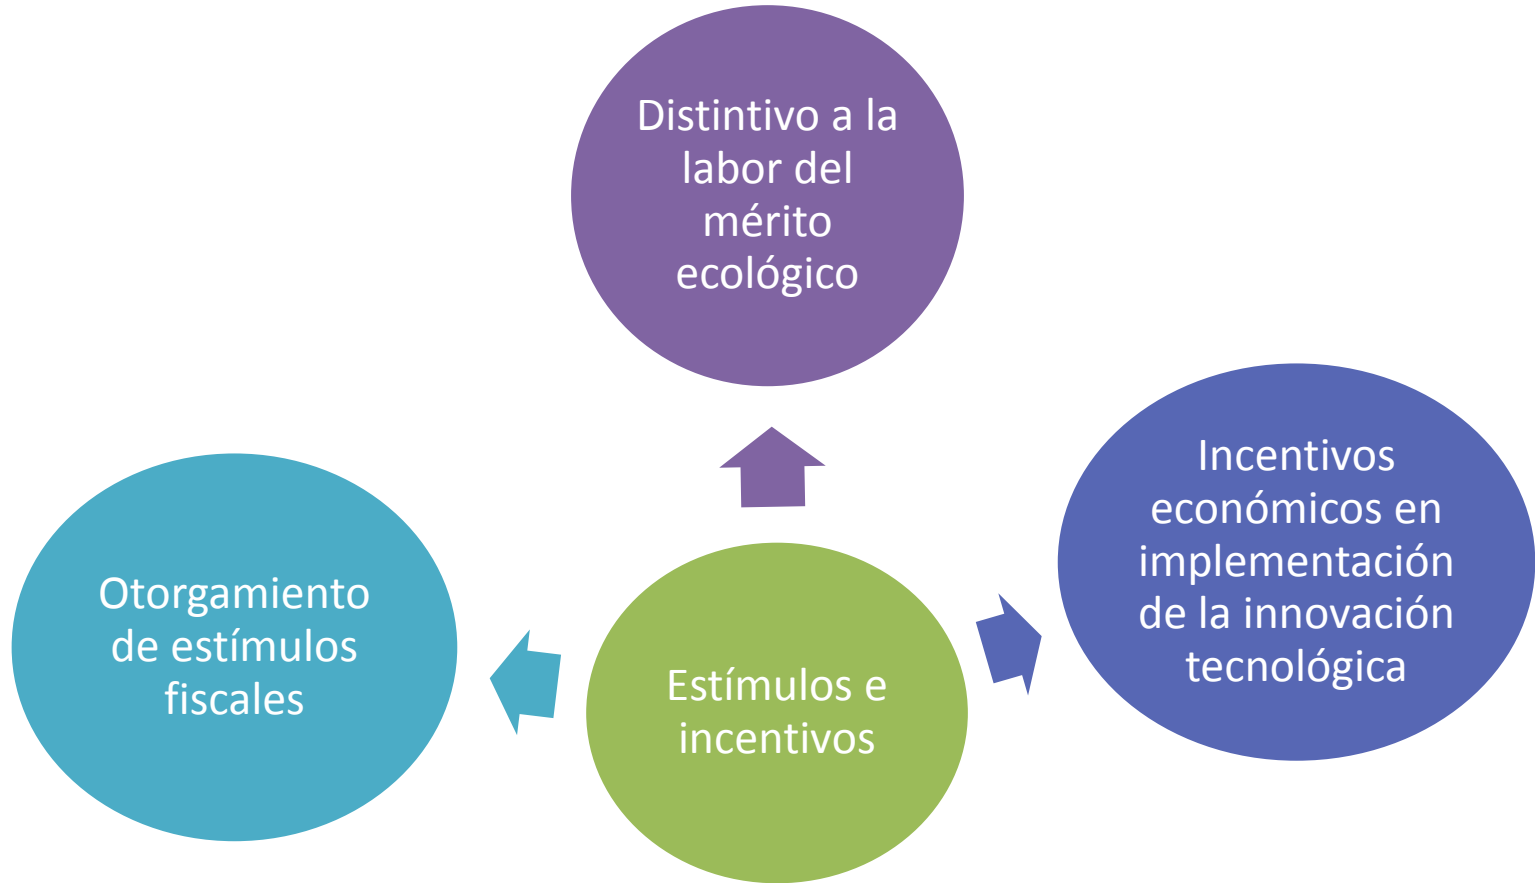 Distintivo a la
labor del
mérito
ecológico
Incentivos
económicos en
implementación
de la innovación
tecnológica
Otorgamiento
de estímulos
fiscales
Estímulos e
incentivos